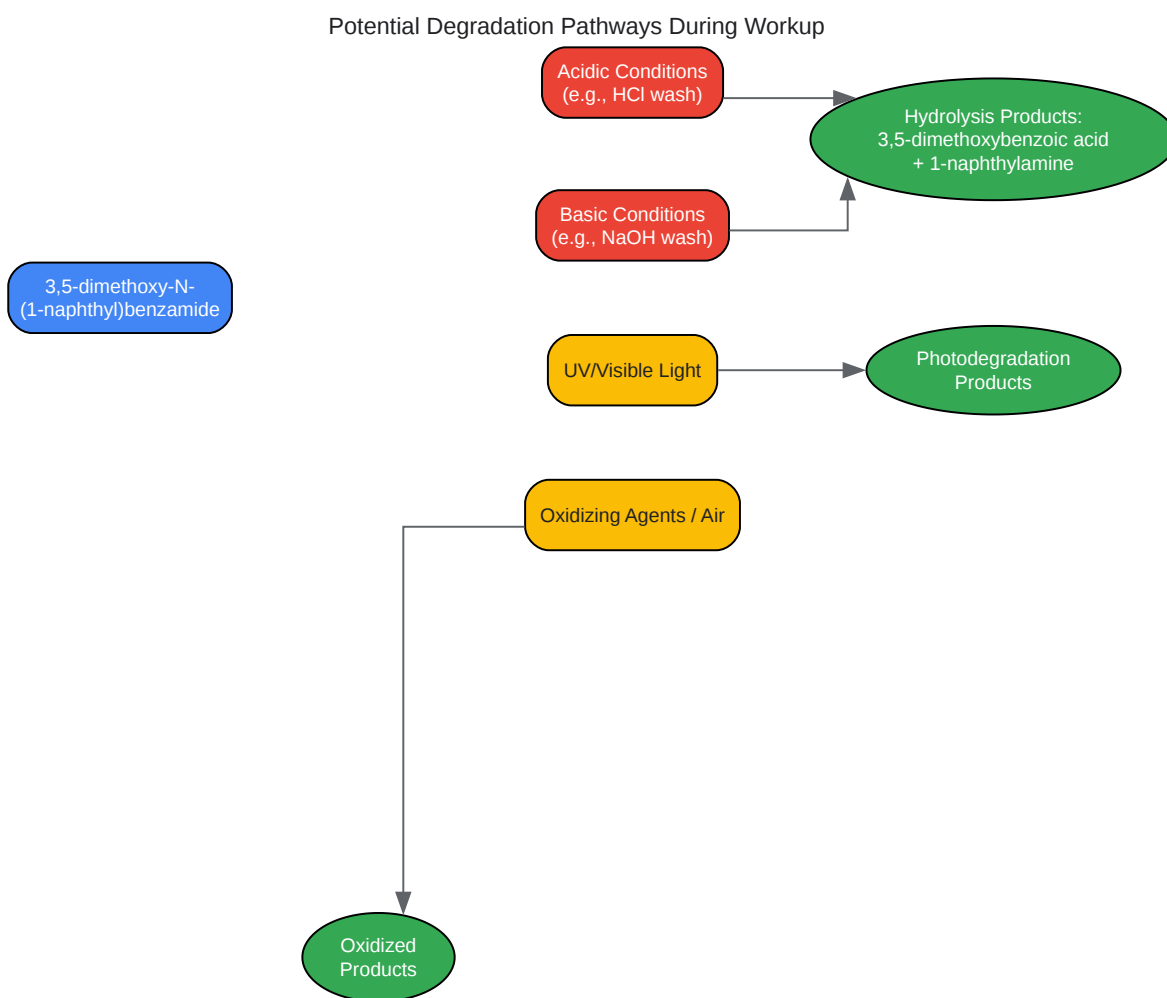 Potential Degradation Pathways During Workup
Acidic Conditions
(e.g., HCl wash)
Hydrolysis Products:
3,5-dimethoxybenzoic acid
+ 1-naphthylamine
Basic Conditions
(e.g., NaOH wash)
3,5-dimethoxy-N-
(1-naphthyl)benzamide
UV/Visible Light
Photodegradation
Products
Oxidizing Agents / Air
Oxidized
Products